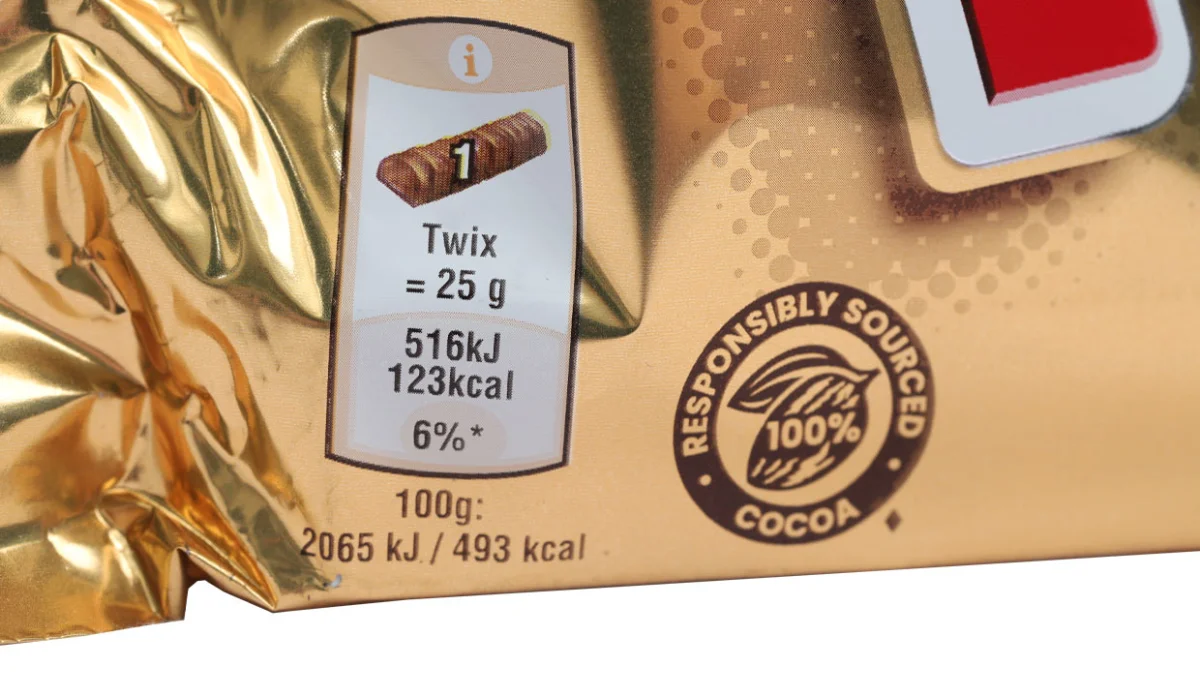 i
1
Twix
= 25 g
516kJ
123kcal
6%*
100g:
2065 kJ / 493 kcal
RESPONSIBLY SOURCED
100%
COCOA